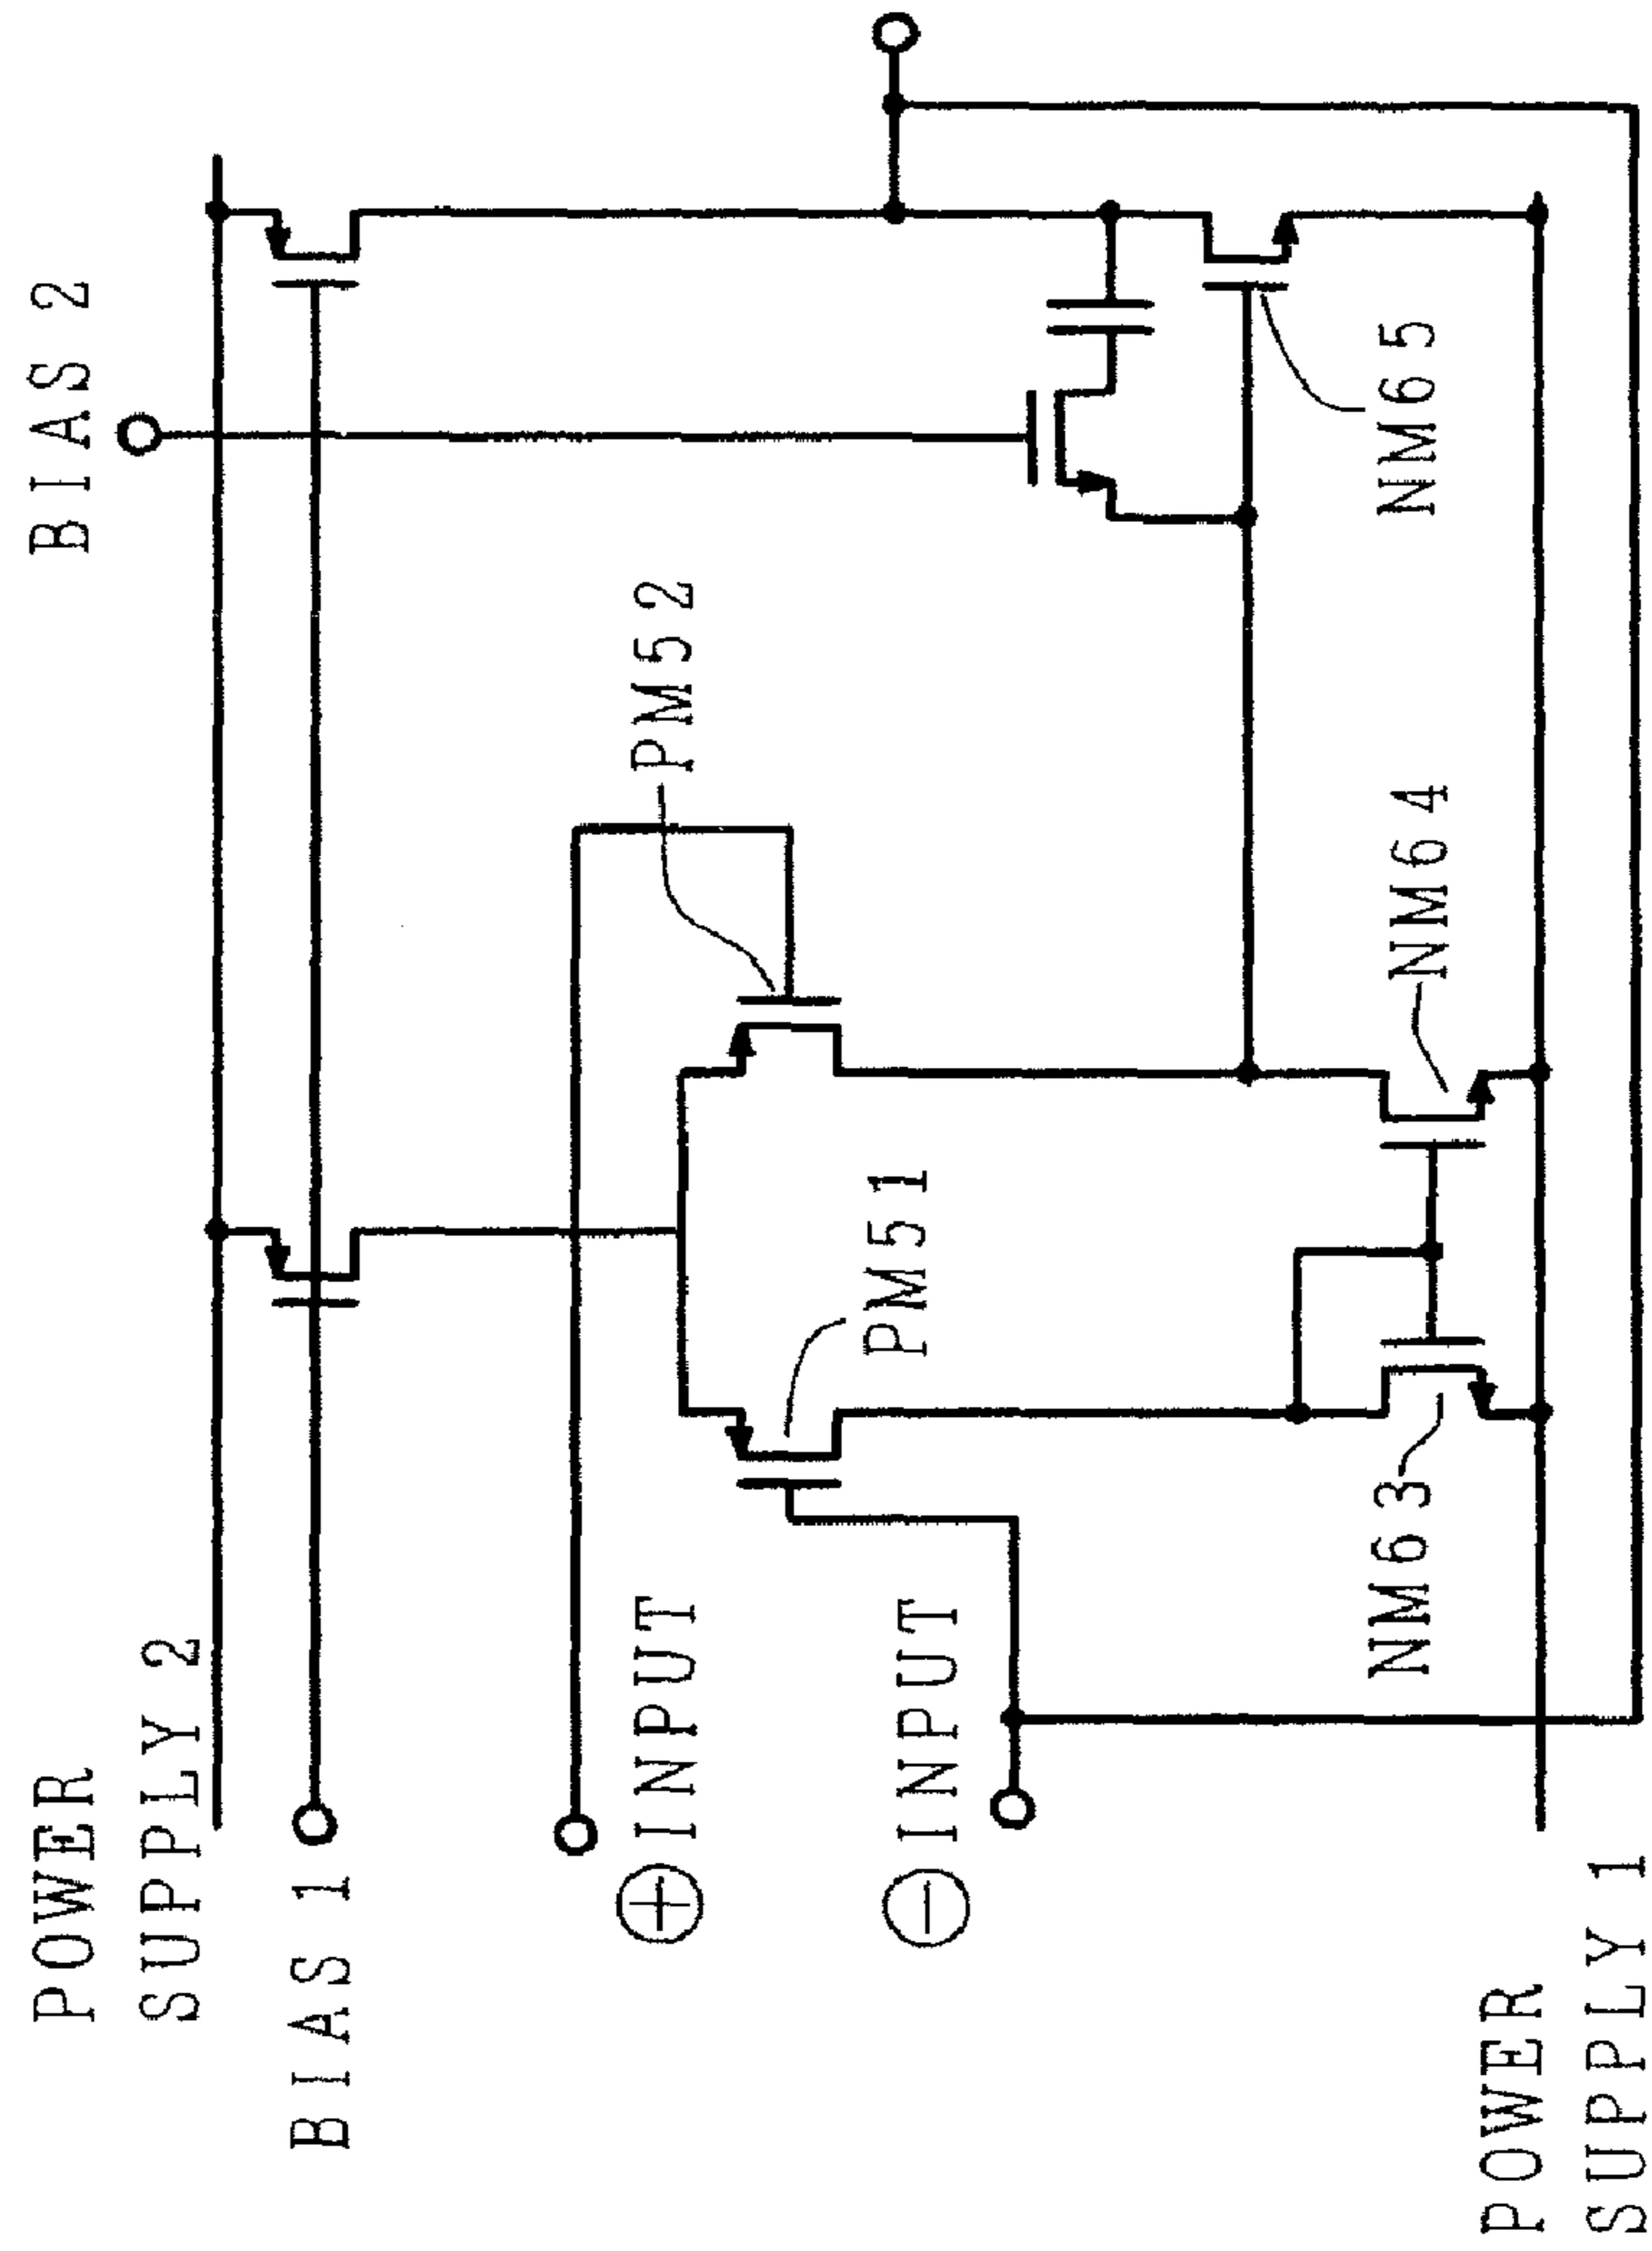 POWER
SUPPLY 2
BIAS 1
BIAS 2
⊕INPUT
⊖INPUT
PM51
PM52
NM63
NM64
NM65
POWER
SUPPLY 1